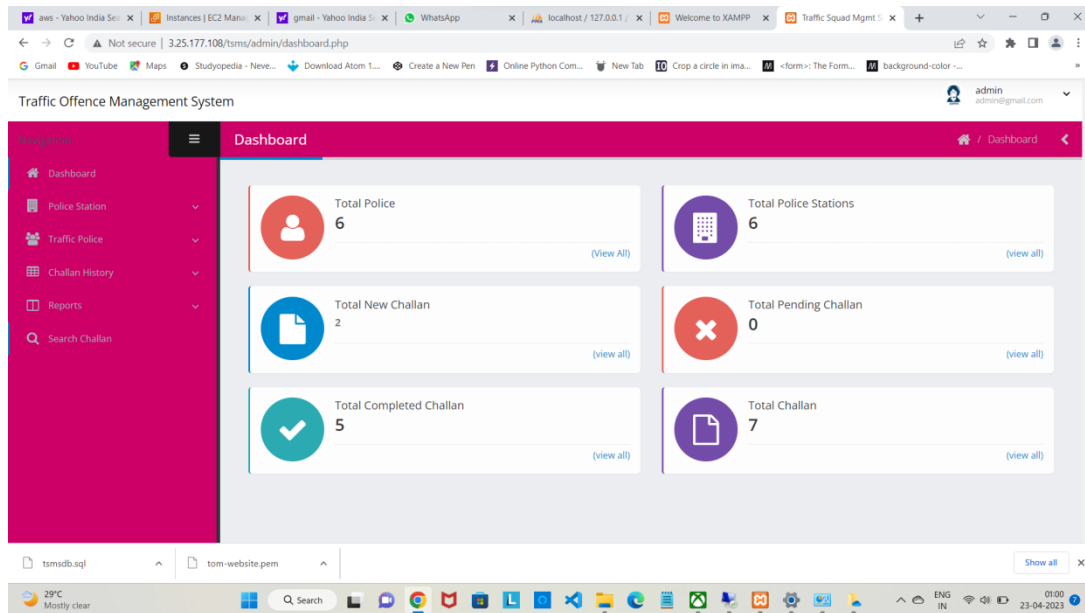 aws - Yahoo India Sea
Instances | EC2 Manag
gmail - Yahoo India Se
WhatsApp
localhost / 127.0.0.1 /
Welcome to XAMPP
Traffic Squad Mgmt S
Not secure | 3.25.177.108/tsms/admin/dashboard.php
Gmail
YouTube
Maps
Studyopedia - Neve...
Download Atom 1....
Create a New Pen
Online Python Com...
New Tab
Crop a circle in ima...
<form>: The Form...
background-color -...
»
Traffic Offence Management System
admin
admin@gmail.com
Navigation
Dashboard
/ Dashboard
Dashboard
Police Station
Traffic Police
Challan History
Reports
Search Challan
Total Police
6
(View All)
Total Police Stations
6
(view all)
Total New Challan
2
(view all)
Total Pending Challan
0
(view all)
Total Completed Challan
5
(view all)
Total Challan
7
(view all)
tsmsdb.sql
tom-website.pem
Show all
29°C
Mostly clear
Search
ENG
IN
01:00
23-04-2023
7